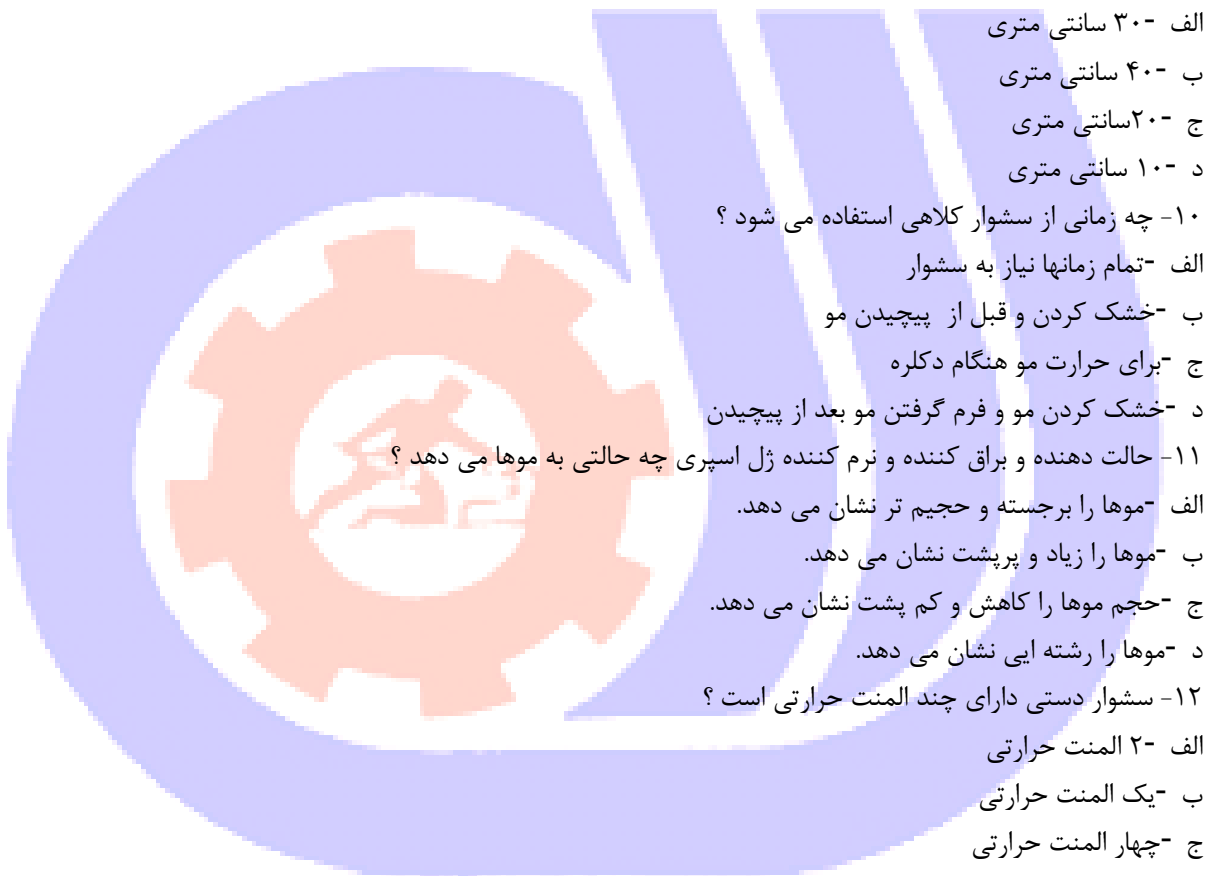 الف -۳۰ سانتی متری
ب -۴۰ سانتی متری
ج -۲۰سانتی متری
د -۱۰ سانتی متری
۱۰- چه زمانی از سشوار کلاهی استفاده می شود ؟
الف -تمام زمانها نیاز به سشوار
ب -خشک کردن و قبل از پیچیدن مو
ج -برای حرارت مو هنگام دکلره
د -خشک کردن مو و فرم گرفتن مو بعد از پیچیدن
۱۱- حالت دهنده و براق کننده و نرم کننده ژل اسپری چه حالتی به موها می دهد ؟
الف -موها را برجسته و حجیم تر نشان می دهد.
ب -موها را زیاد و پرپشت نشان می دهد.
ج -حجم موها را کاهش و کم پشت نشان می دهد.
د -موها را رشته ایی نشان می دهد.
۱۲- سشوار دستی دارای چند المنت حرارتی است ؟
الف -۲ المنت حرارتی
ب -یک المنت حرارتی
ج -چهار المنت حرارتی